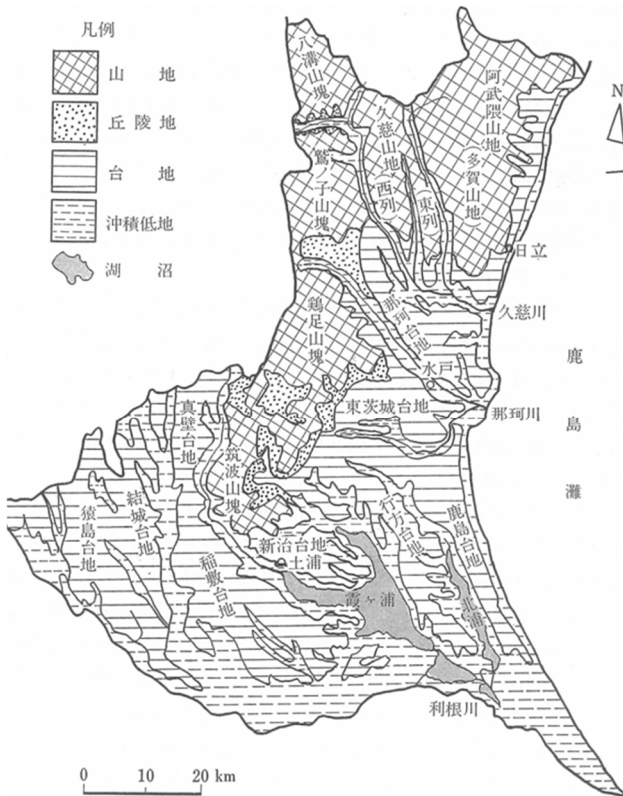 凡例
山 地
丘陵地
台 地
沖積低地
湖 沼
八溝山塊
久慈山地
(西列)
(東列)
阿武隈山地
(多賀山地)
N
鷲ノ子山塊
日立
久慈川
鶏足山塊
那珂台地
水戸
那珂川
鹿島灘
東茨城台地
真壁台地
筑波山塊
結城台地
猿島台地
新治台地
土浦
稲敷台地
行方台地
鹿島台地
霞ヶ浦
北浦
利根川
0 10 20 km